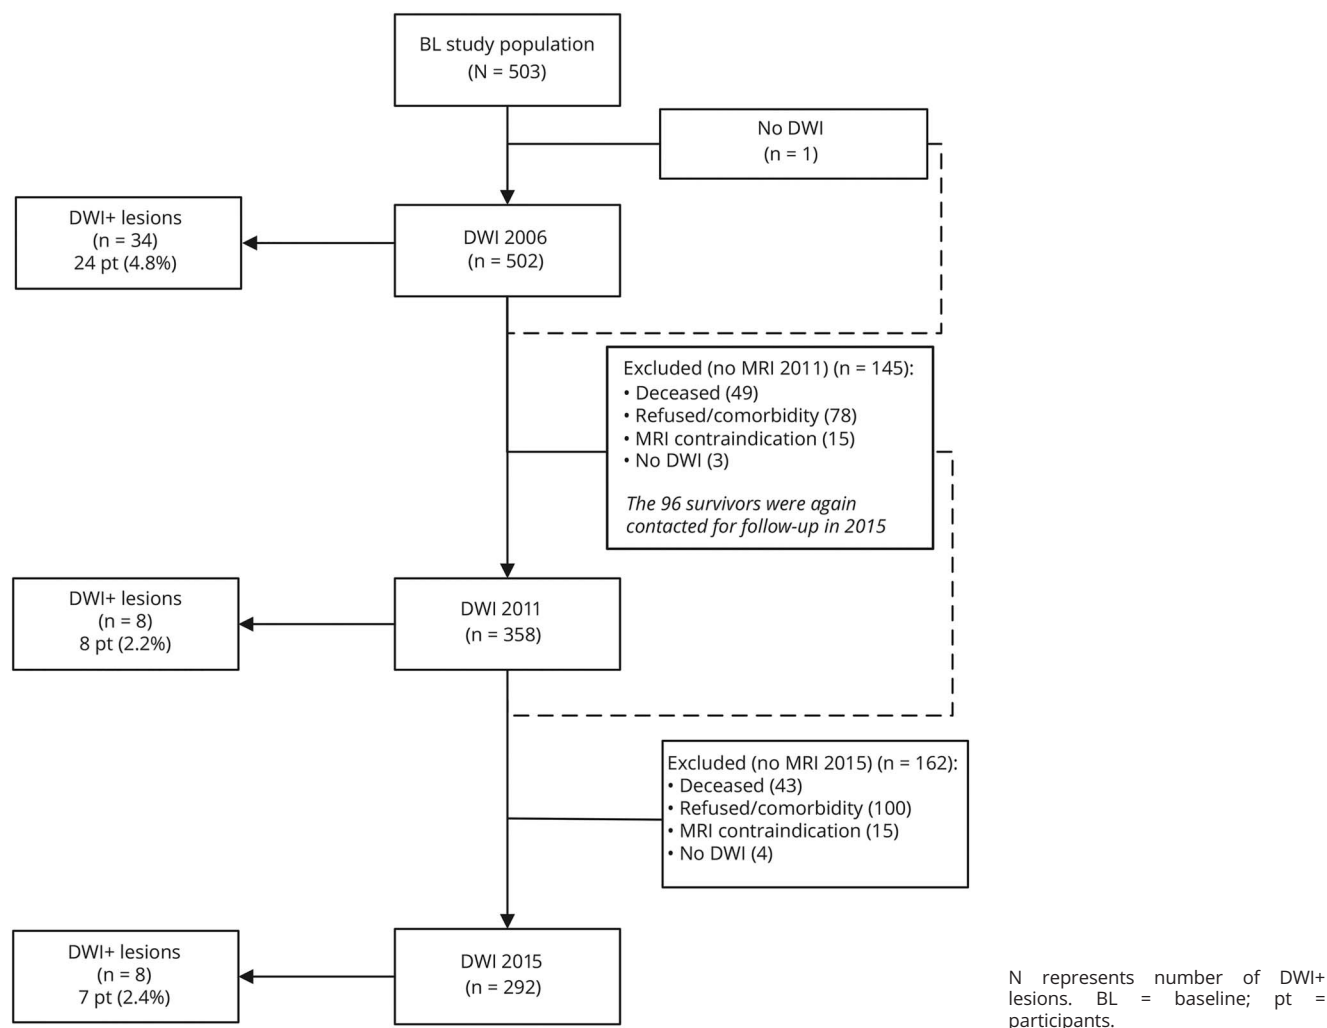 BL study population
(N = 503)
No DWI
(n = 1)
DWI+ lesions
(n = 34)
24 pt (4.8%)
DWI 2006
(n = 502)
Excluded (no MRI 2011) (n = 145):
• Deceased (49)
• Refused/comorbidity (78)
• MRI contraindication (15)
• No DWI (3)
The 96 survivors were again
contacted for follow-up in 2015
DWI+ lesions
(n = 8)
8 pt (2.2%)
DWI 2011
(n = 358)
Excluded (no MRI 2015) (n = 162):
• Deceased (43)
• Refused/comorbidity (100)
• MRI contraindication (15)
• No DWI (4)
DWI+ lesions
(n = 8)
7 pt (2.4%)
DWI 2015
(n = 292)
N represents number of DWI+
lesions. BL = baseline; pt =
participants.